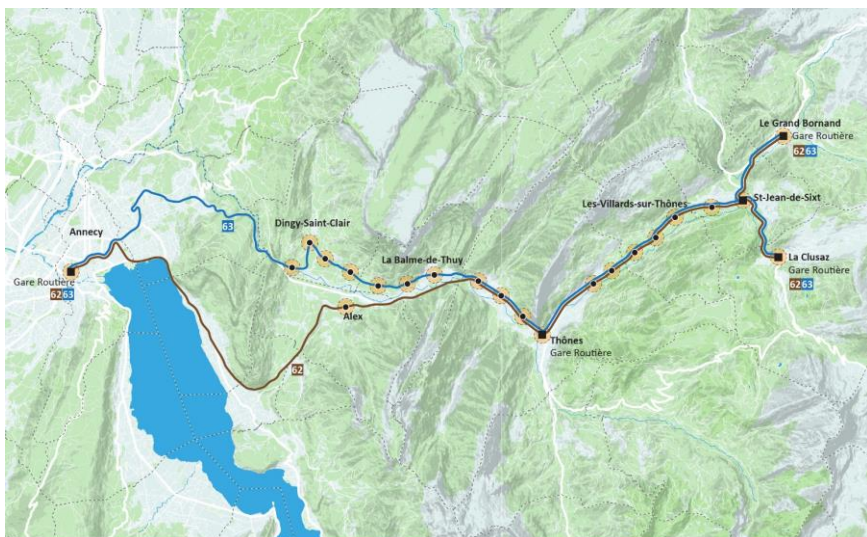 Le Grand Bornand
Gare Routière
62 63
Les-Villards-sur-Thônes
St-Jean-de-Sixt
Dingy-Saint-Clair
63
Annecy
La Balme-de-Thuy
La Clusaz
Gare Routière
62 63
Gare Routière
62 63
Alex
Thônes
Gare Routière
62